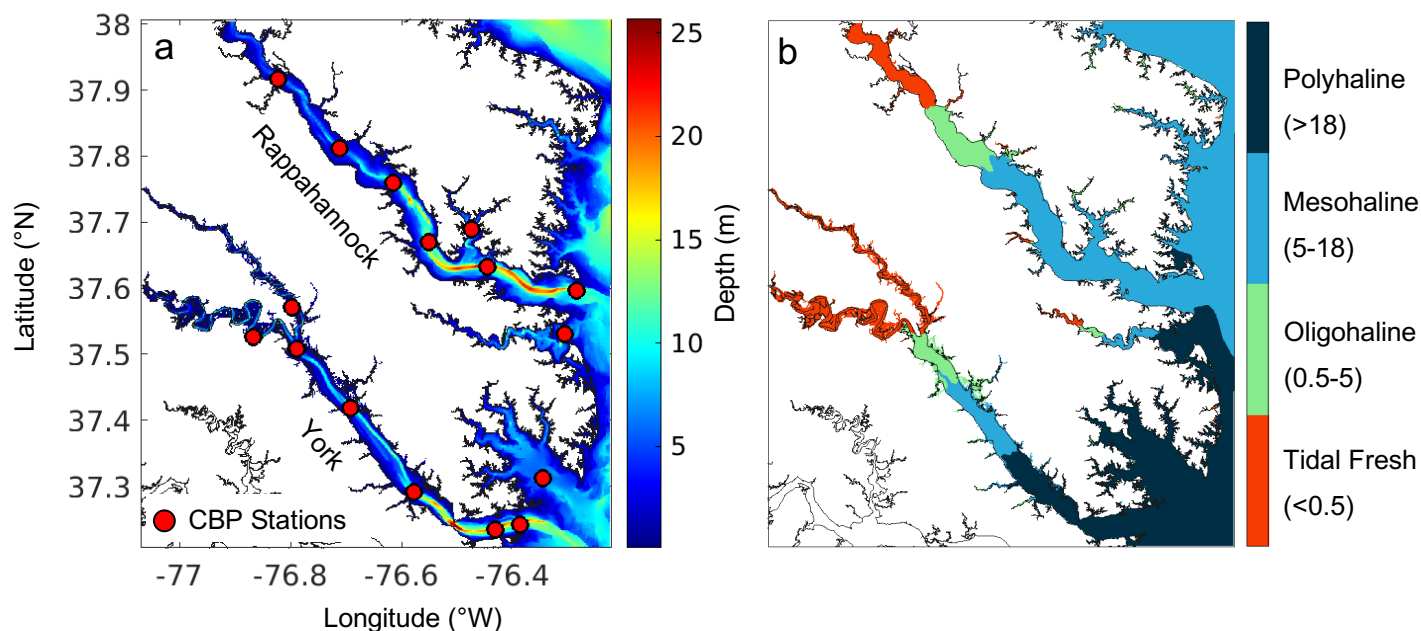 a
38
37.9
37.8
37.7
37.6
37.5
37.4
37.3
Latitude (°N)
Rappahannock
York
CBP Stations
-77
-76.8
-76.6
-76.4
Longitude (°W)
25
20
15
10
5
Depth (m)
b
Polyhaline
(>18)
Mesohaline
(5-18)
Oligohaline
(0.5-5)
Tidal Fresh
(<0.5)